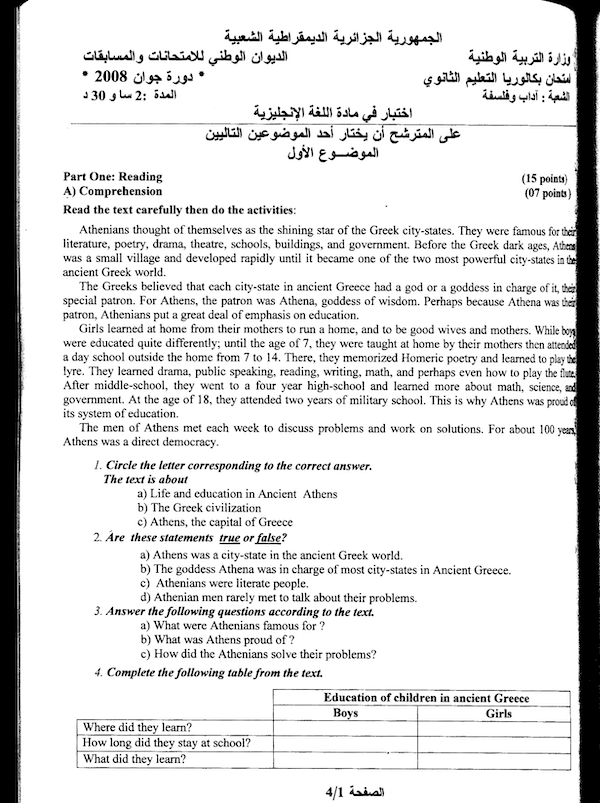 الجمهورية الجزائرية الديمقراطية الشعبية
وزارة التربية الوطنية الديوان الوطني للامتحانات والمسابقات
امتحان بكالوريا التعليم الثانوي • دورة جوان 2008 •
الشعبة : آداب وفلسفة المدة :2 سا و 30 د
اختبار في مادة اللغة الإنجليزية
على المترشح أن يختار أحد الموضوعين التاليين
الموضـــوع الأول
Part One: Reading (15 points)
A) Comprehension (07 points)
Read the text carefully then do the activities:
Athenians thought of themselves as the shining star of the Greek city-states. They were famous for their
literature, poetry, drama, theatre, schools, buildings, and government. Before the Greek dark ages, Athens
was a small village and developed rapidly until it became one of the two most powerful city-states in the
ancient Greek world.
The Greeks believed that each city-state in ancient Greece had a god or a goddess in charge of it, their
special patron. For Athens, the patron was Athena, goddess of wisdom. Perhaps because Athena was their
patron, Athenians put a great deal of emphasis on education.
Girls learned at home from their mothers to run a home, and to be good wives and mothers. While boys
were educated quite differently; until the age of 7, they were taught at home by their mothers then attended
a day school outside the home from 7 to 14. There, they memorized Homeric poetry and learned to play the
lyre. They learned drama, public speaking, reading, writing, math, and perhaps even how to play the flute.
After middle-school, they went to a four year high-school and learned more about math, science, and
government. At the age of 18, they attended two years of military school. This is why Athens was proud of
its system of education.
The men of Athens met each week to discuss problems and work on solutions. For about 100 years,
Athens was a direct democracy.
1. Circle the letter corresponding to the correct answer.
The text is about
a) Life and education in Ancient Athens
b) The Greek civilization
c) Athens, the capital of Greece
2. Are these statements true or false?
a) Athens was a city-state in the ancient Greek world.
b) The goddess Athena was in charge of most city-states in Ancient Greece.
c) Athenians were literate people.
d) Athenian men rarely met to talk about their problems.
3. Answer the following questions according to the text.
a) What were Athenians famous for ?
b) What was Athens proud of ?
c) How did the Athenians solve their problems?
4. Complete the following table from the text.
Education of children in ancient Greece
Boys Girls
Where did they learn?
How long did they stay at school?
What did they learn?
الصفحة 4/1